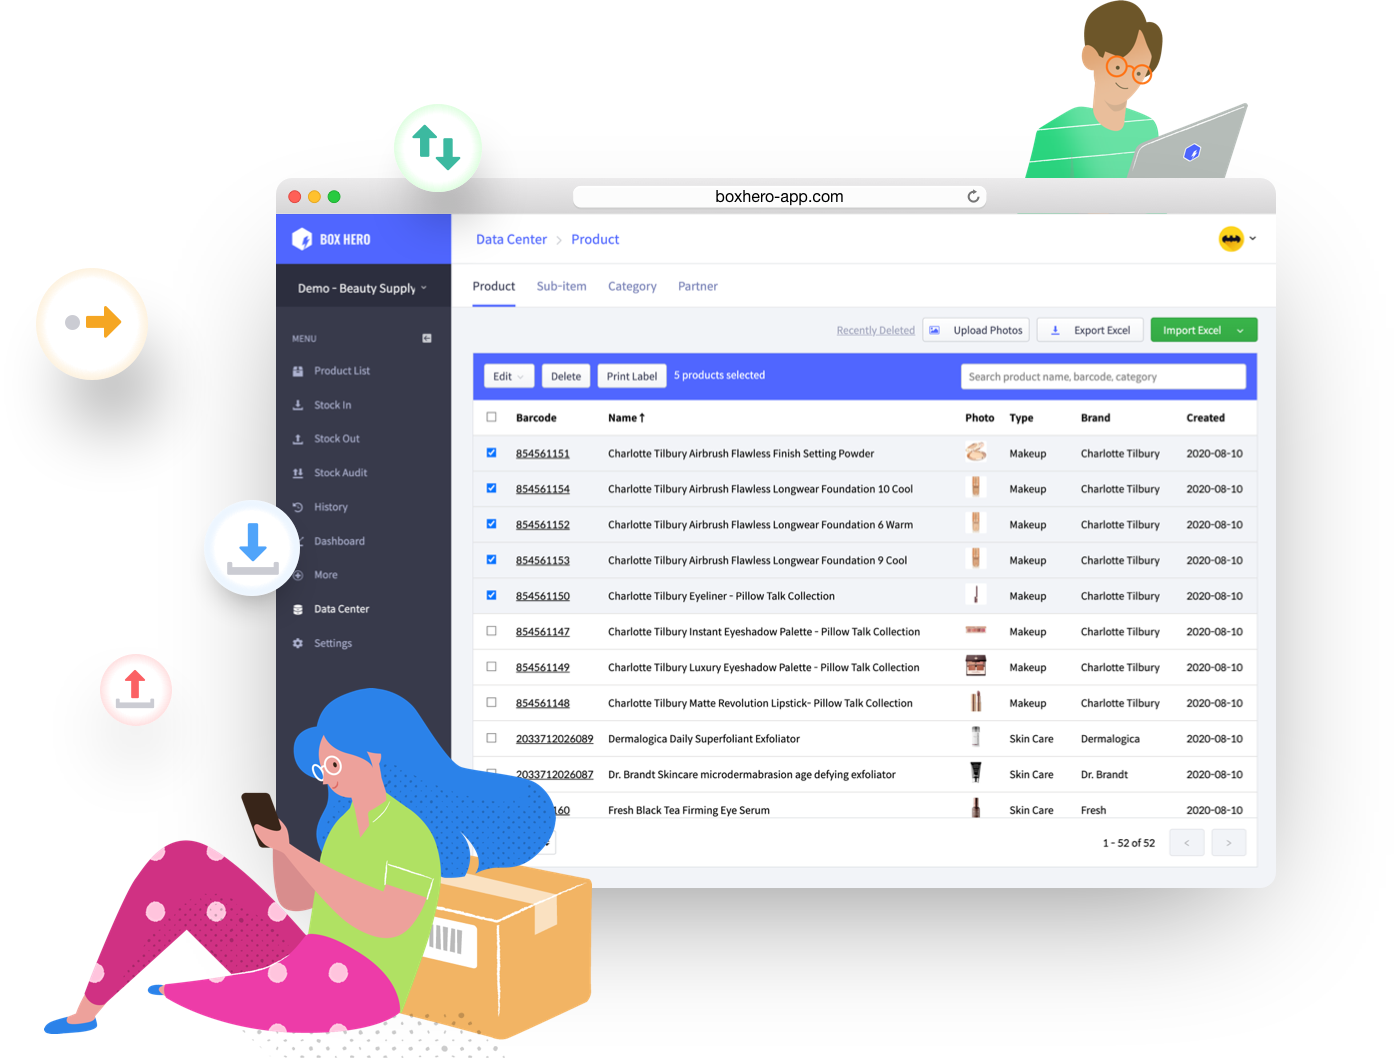 boxhero-app.com
BOX HERO
Data Center > Product
Demo - Beauty Supply
Product Sub-item Category Partner
Recently Deleted Upload Photos Export Excel Import Excel
MENU
Product List
Stock In
Stock Out
Stock Audit
History
Dashboard
More
Data Center
Settings
Edit Delete Print Label 5 products selected Search product name, barcode, category
Barcode Name↑ Photo Type Brand Created
854561151 Charlotte Tilbury Airbrush Flawless Finish Setting Powder Makeup Charlotte Tilbury 2020-08-10
854561154 Charlotte Tilbury Airbrush Flawless Longwear Foundation 10 Cool Makeup Charlotte Tilbury 2020-08-10
854561152 Charlotte Tilbury Airbrush Flawless Longwear Foundation 6 Warm Makeup Charlotte Tilbury 2020-08-10
854561153 Charlotte Tilbury Airbrush Flawless Longwear Foundation 9 Cool Makeup Charlotte Tilbury 2020-08-10
854561150 Charlotte Tilbury Eyeliner - Pillow Talk Collection Makeup Charlotte Tilbury 2020-08-10
854561147 Charlotte Tilbury Instant Eyeshadow Palette - Pillow Talk Collection Makeup Charlotte Tilbury 2020-08-10
854561149 Charlotte Tilbury Luxury Eyeshadow Palette - Pillow Talk Collection Makeup Charlotte Tilbury 2020-08-10
854561148 Charlotte Tilbury Matte Revolution Lipstick- Pillow Talk Collection Makeup Charlotte Tilbury 2020-08-10
2033712026089 Dermalogica Daily Superfoliant Exfoliator Skin Care Dermalogica 2020-08-10
2033712026087 Dr. Brandt Skincare microdermabrasion age defying exfoliator Skin Care Dr. Brandt 2020-08-10
160 Fresh Black Tea Firming Eye Serum Skin Care Fresh 2020-08-10
1 - 52 of 52 < >